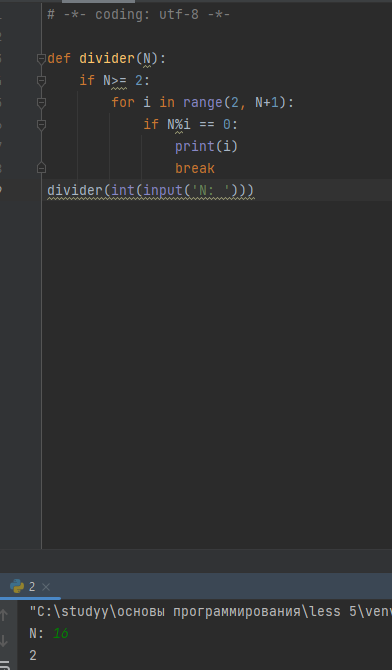 # -*- coding: utf-8 -*-
def divider(N):
if N>= 2:
for i in range(2, N+1):
if N%i == 0:
print(i)
break
divider(int(input('N: ')))
2
"C:\studyy\основы программирования\less 5\venv
N: 16
2